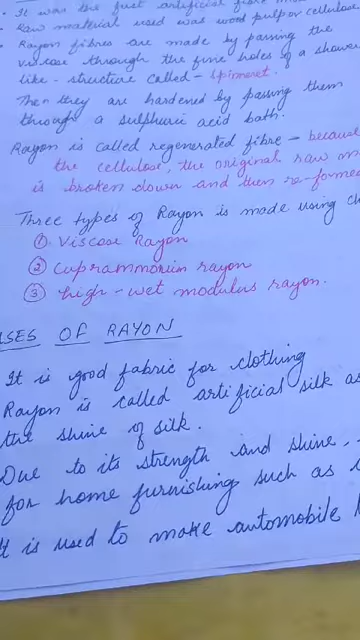 It was the first artificial fibre
Raw material used was wood pulp or cellulose
Rayon fibres are made by passing the
viscose through the fine holes of a shower
like - structure called - Spinneret.
Then they are hardened by passing them
through a sulphuric acid bath.
Rayon is called regenerated fibre - because
the cellulose, the original raw
is broken down and then re-formed
Three types of Rayon is made using
① Viscose Rayon
② Cuprammonium rayon
③ high - wet modulus rayon.
USES OF RAYON
It is good fabric for clothing
Rayon is called artificial silk as
the shine of silk.
Due to its strength and shine,
for home furnishing such as
It is used to make automobile